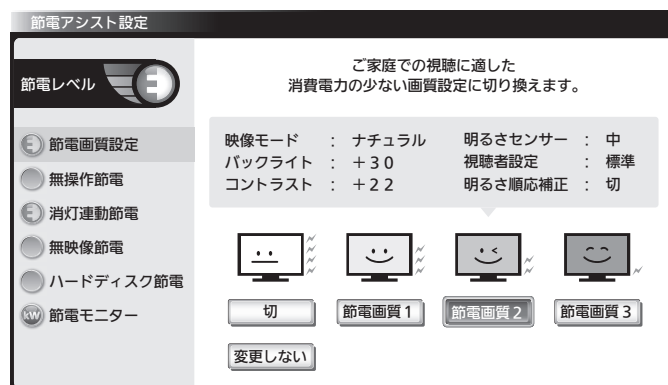 節電アシスト設定
節電レベル
E
節電画質設定
無操作節電
消灯連動節電
無映像節電
ハードディスク節電
kW 節電モニター
ご家庭での視聴に適した
消費電力の少ない画質設定に切り換えます。
映像モード : ナチュラル 明るさセンサー : 中
バックライト : +30 視聴者設定 : 標準
コントラスト : +22 明るさ順応補正 : 切
切 節電画質1 節電画質2 節電画質3
変更しない